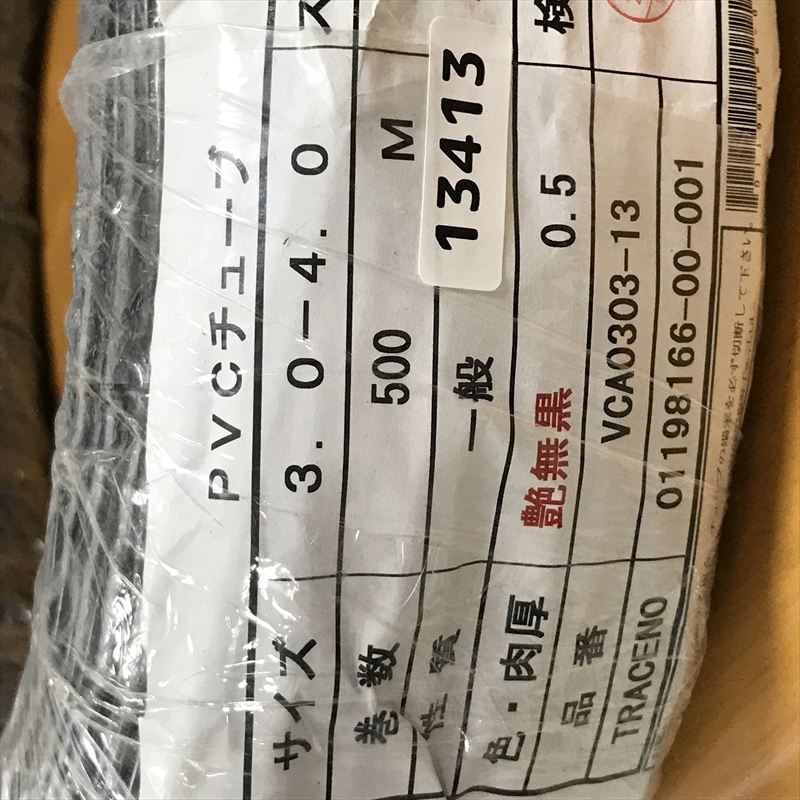 PVCチューブ
サイズ 3.0-4.0
巻数 500 M
性質 一般
13413
色・肉厚 艶無黒 0.5
品番 VCA0303-13
TRACENO 01198166-00-001
検
ス